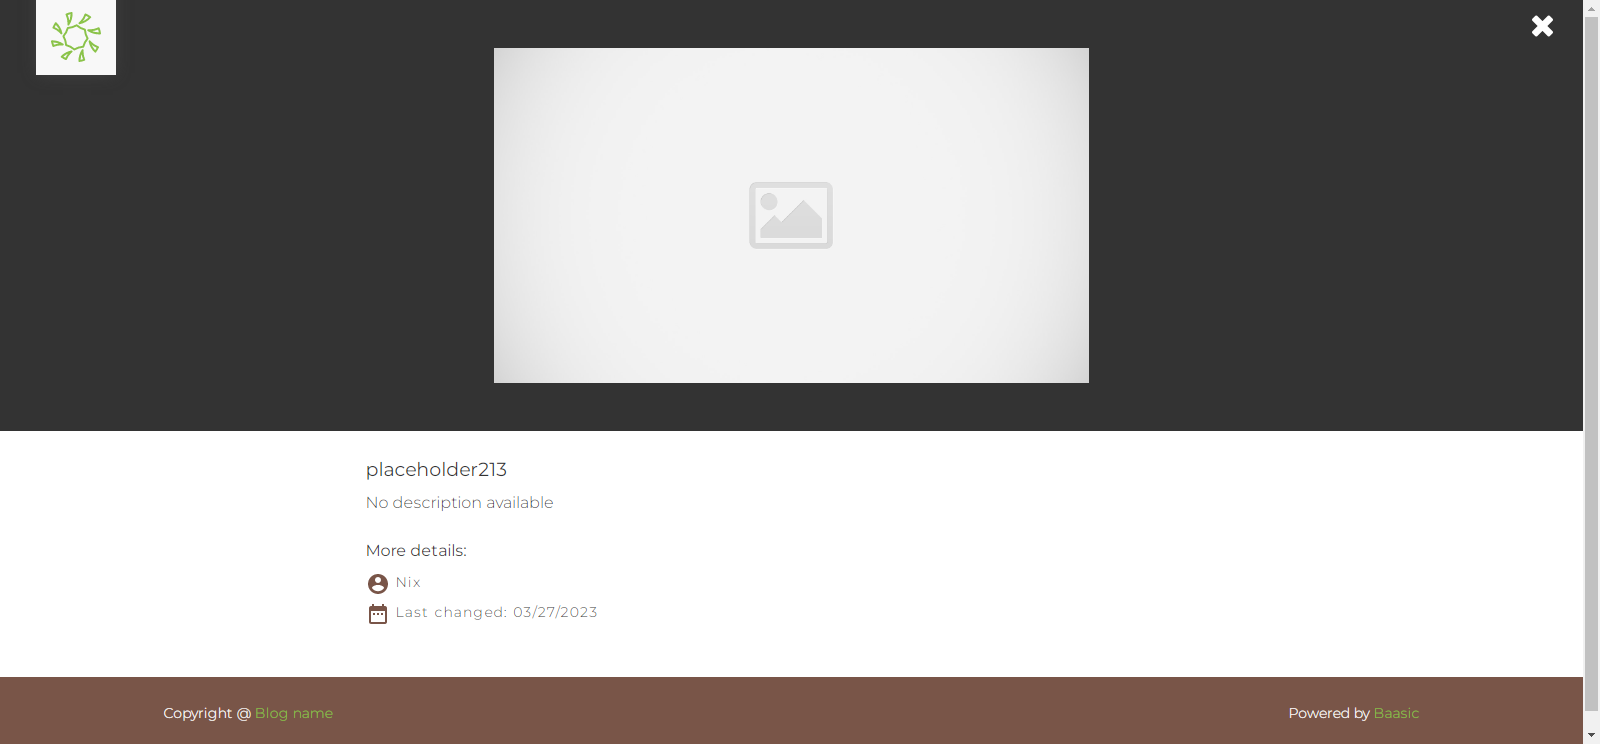 placeholder213
No description available
More details:
Nix
Last changed: 03/27/2023
Copyright @ Blog name
Powered by Baasic